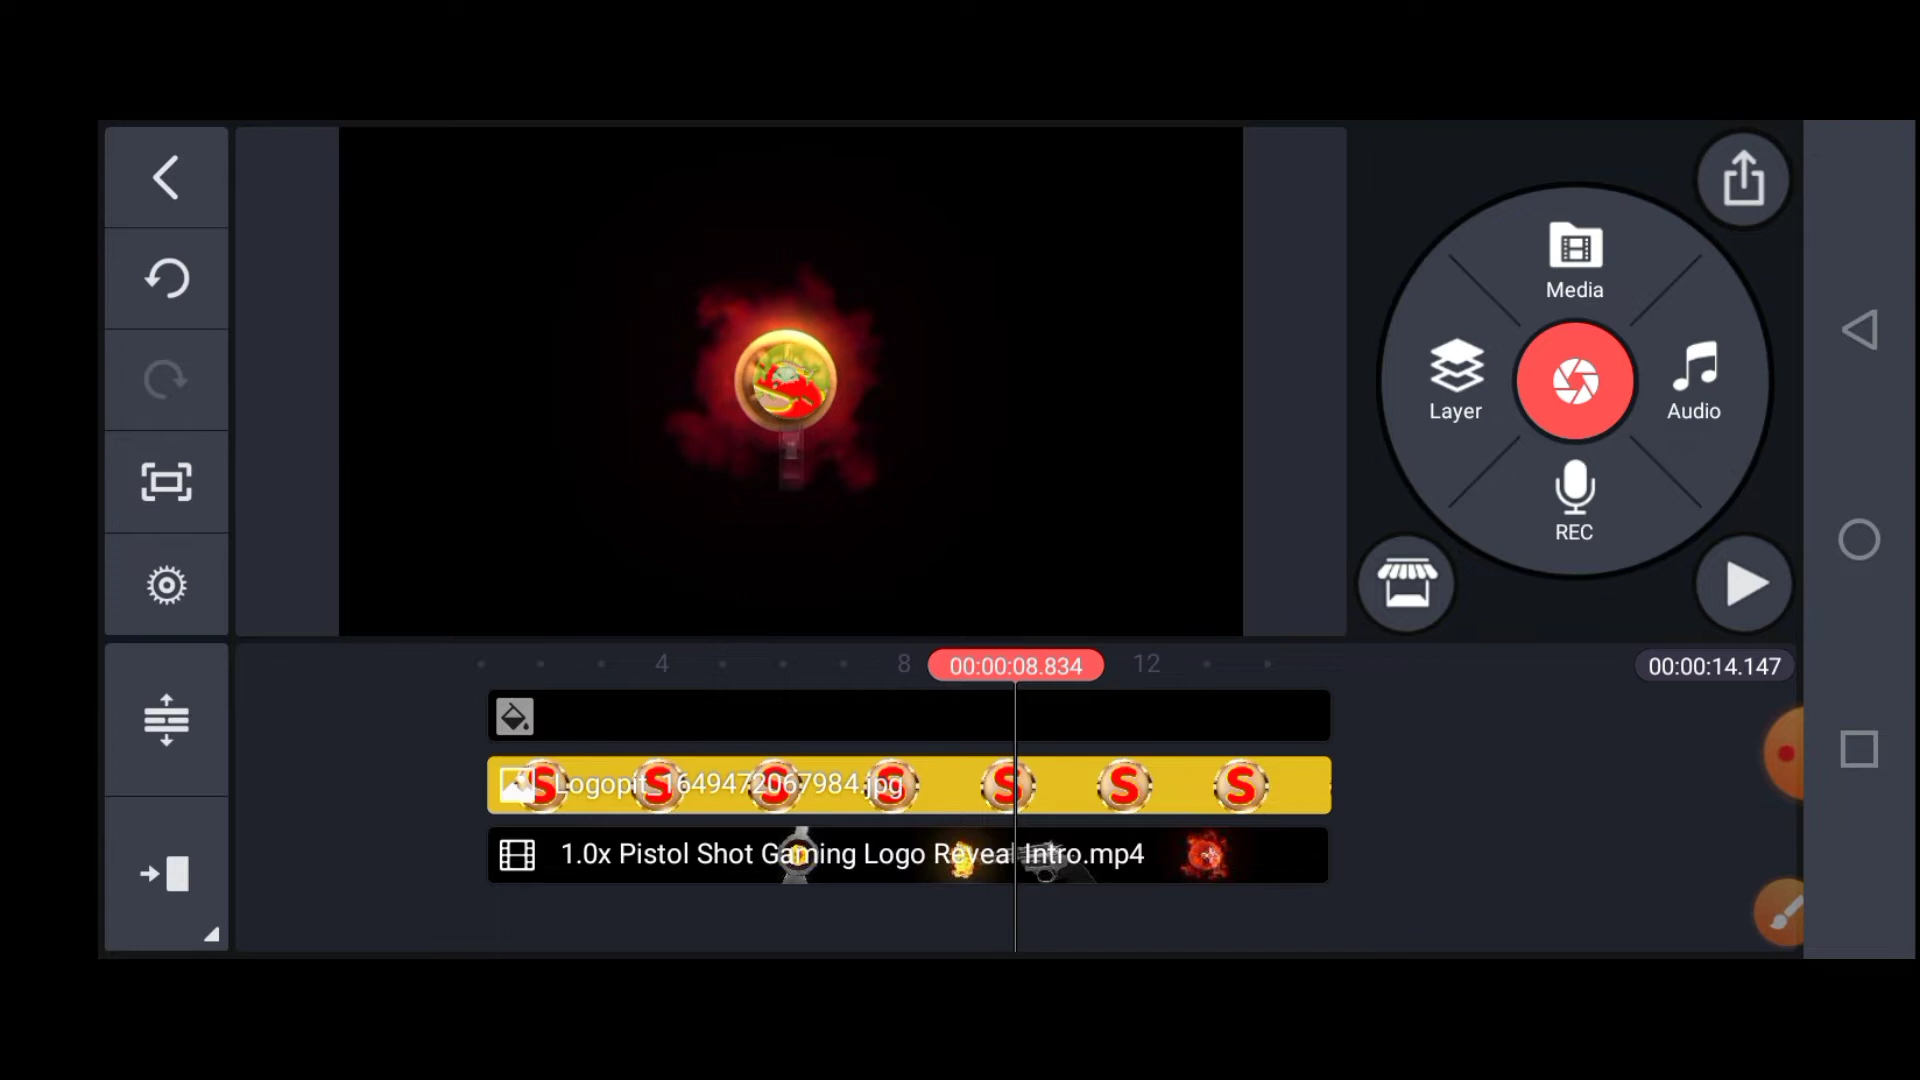 Media
Layer
Audio
REC
4
8
00:00:08.834
12
00:00:14.147
Logopit_1649472067984.jpg
S S S S S S S
1.0x Pistol Shot Gaming Logo Reveal Intro.mp4